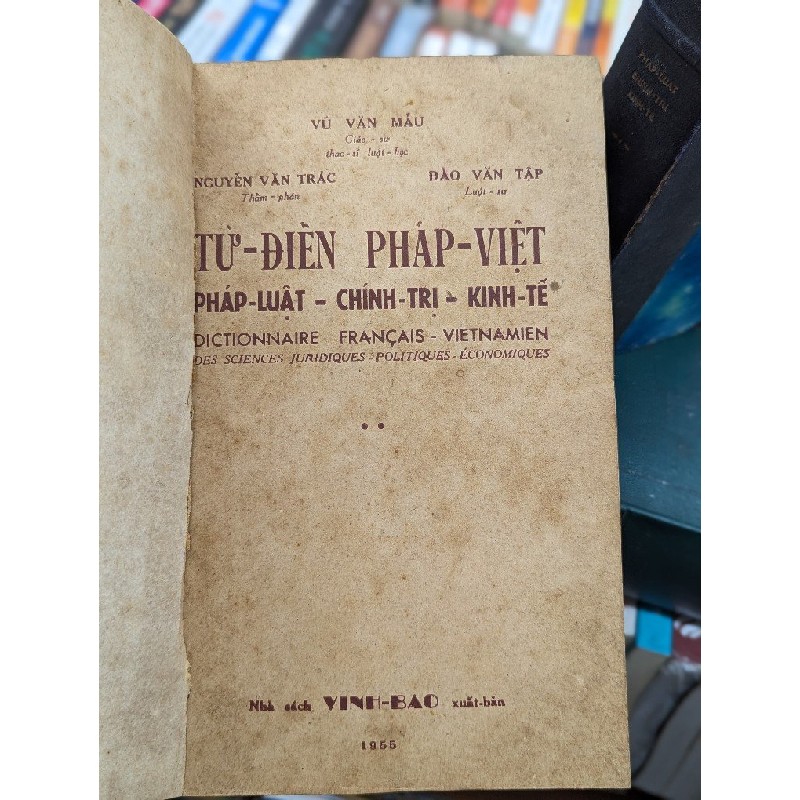 VŨ VĂN MẪU
Giáo-sư
thạc-sĩ luật-học
NGUYỄN VĂN TRÁC
ĐÀO VĂN TẬP
Thẩm-phán
Luật-sư
TỪ-ĐIỂN PHÁP-VIỆT
PHÁP-LUẬT - CHÍNH-TRỊ - KINH-TẾ
DICTIONNAIRE FRANÇAIS - VIETNAMIEN
DES SCIENCES JURIDIQUES - POLITIQUES - ÉCONOMIQUES
Nhà sách VINH-BAO xuất-bản
1955